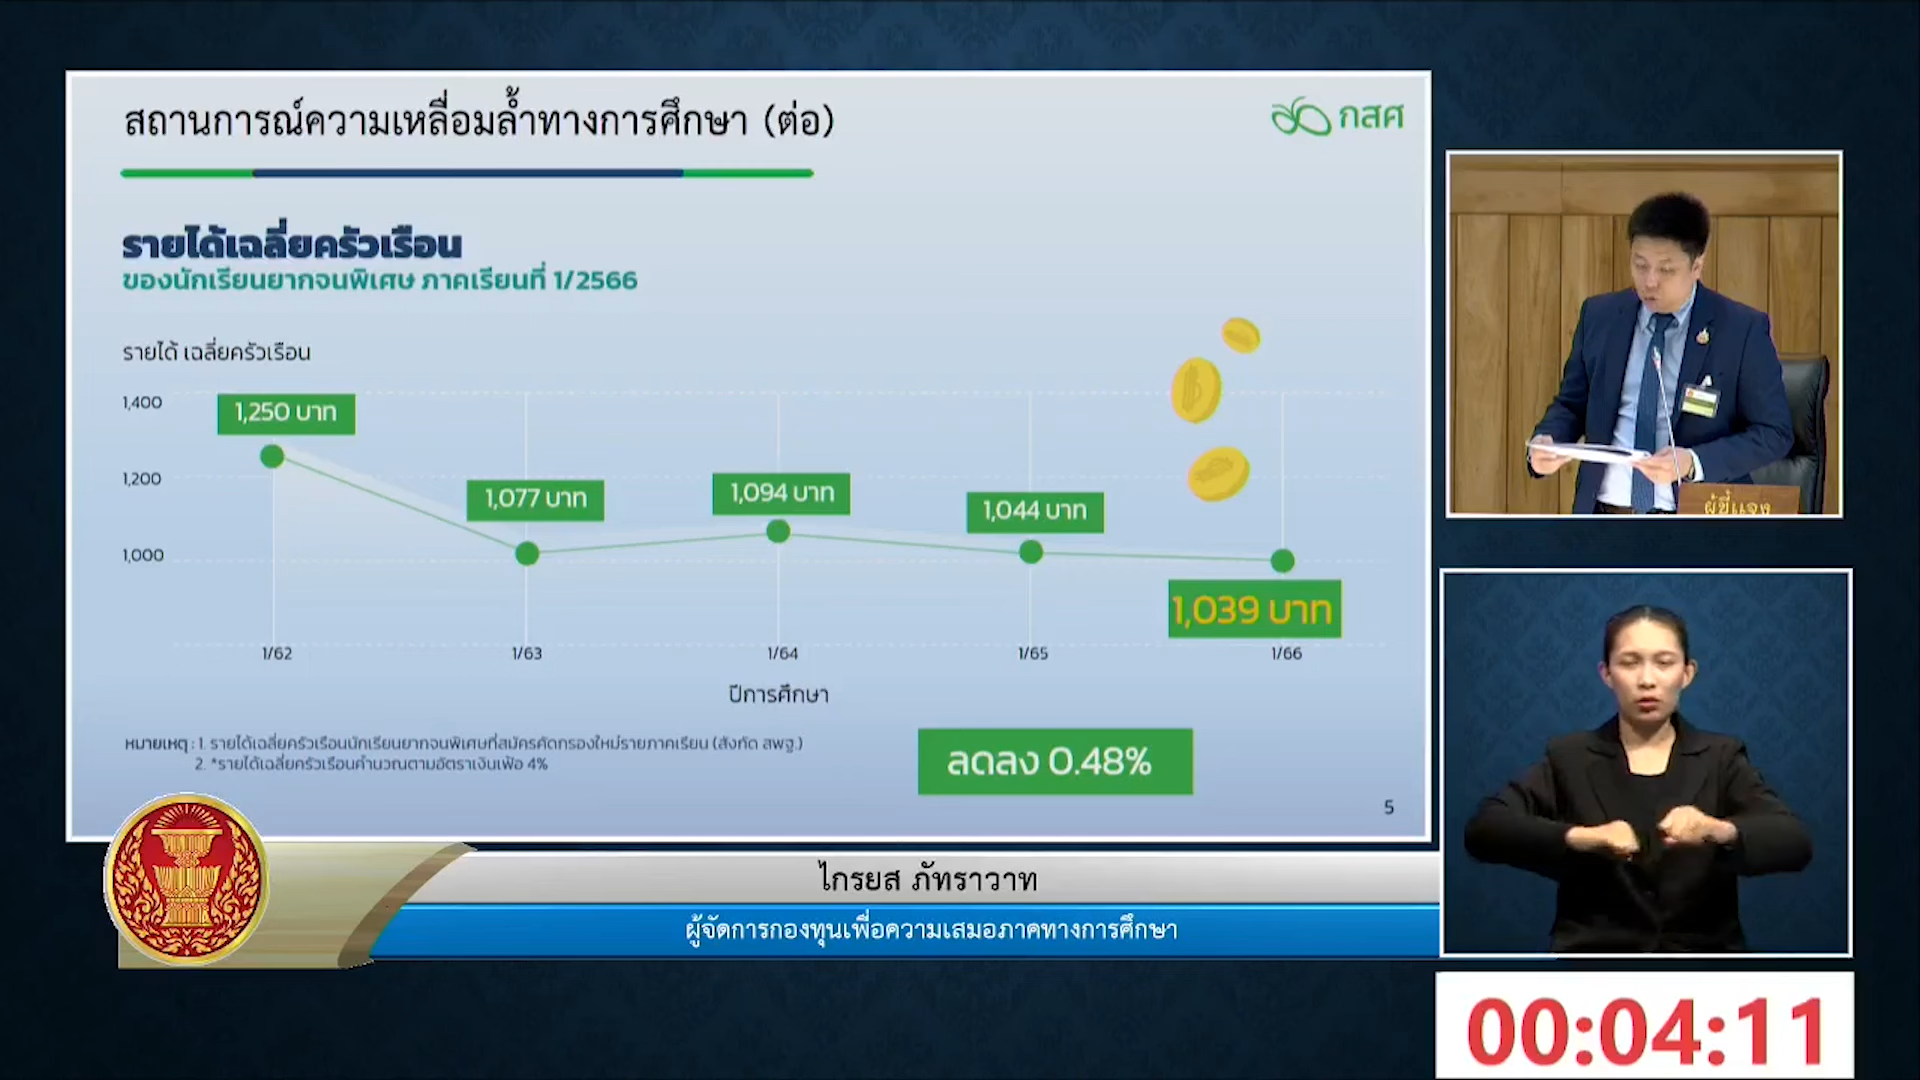 สถานการณ์ความเหลื่อมล้ำทางการศึกษา (ต่อ)
กสศ
รายได้เฉลี่ยครัวเรือน
ของนักเรียนยากจนพิเศษ ภาคเรียนที่ 1/2566
รายได้ เฉลี่ยครัวเรือน
1,400
1,200
1,000
1,250 บาท
1,077 บาท
1,094 บาท
1,044 บาท
1,039 บาท
1/62
1/63
1/64
1/65
1/66
ปีการศึกษา
หมายเหตุ : 1. รายได้เฉลี่ยครัวเรือนนักเรียนยากจนพิเศษที่สมัครคัดกรองใหม่รายภาคเรียน (สังกัด สพฐ.)
2. *รายได้เฉลี่ยครัวเรือนคำนวณตามอัตราเงินเฟ้อ 4%
ลดลง 0.48%
5
ผู้ชี้แจง
ไกรยส ภัทราวาท
ผู้จัดการกองทุนเพื่อความเสมอภาคทางการศึกษา
00:04:11